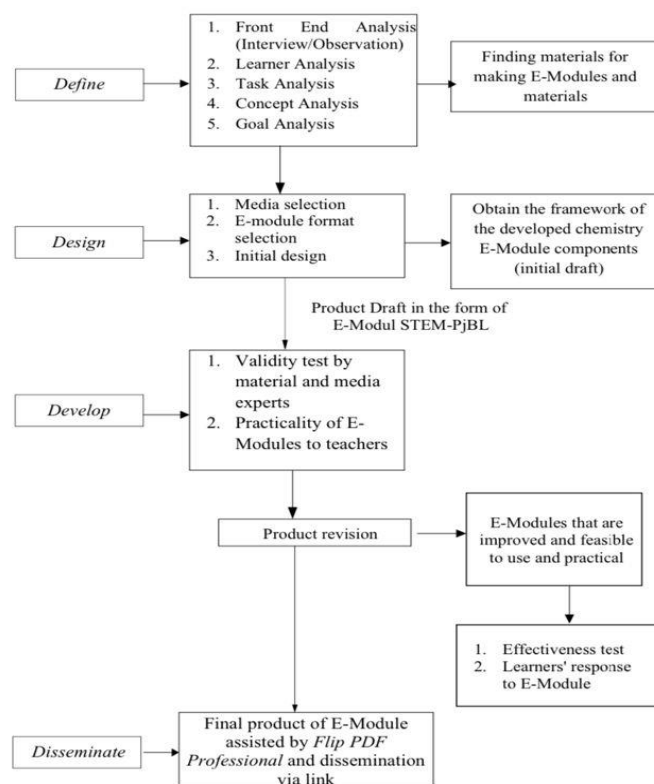 Define
1. Front End Analysis
(Interview/Observation)
2. Learner Analysis
3. Task Analysis
4. Concept Analysis
5. Goal Analysis
Finding materials for
making E-Modules and
materials
Design
1. Media selection
2. E-module format
selection
3. Initial design
Obtain the framework of
the developed chemistry
E-Module components
(initial draft)
Product Draft in the form of
E-Modul STEM-PjBL
Develop
1. Validity test by
material and media
experts
2. Practicality of E-
Modules to teachers
Product revision
E-Modules that are
improved and feasible
to use and practical
1. Effectiveness test
2. Learners' response
to E-Module
Disseminate
Final product of E-Module
assisted by Flip PDF
Professional and dissemination
via link